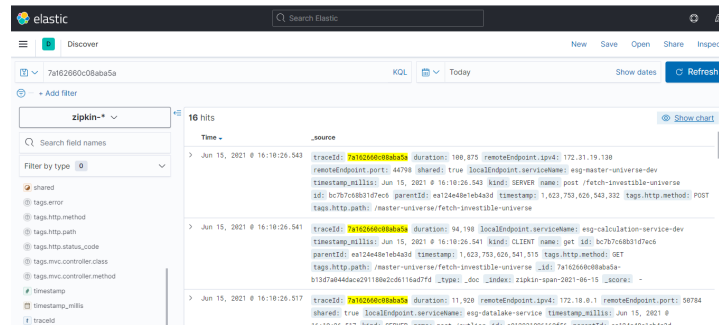 elastic
Search Elastic
D Discover New Save Open Share Inspec
7a162660c08aba5a KQL Today Show dates Refresh
+ Add filter
zipkin-*
16 hits
Show chart
Search field names
Filter by type 0
shared
tags.error
tags.http.method
tags.http.path
tags.http.status_code
tags.mvc.controller.class
tags.mvc.controller.method
timestamp
timestamp_millis
t traceId
Time _source
Jun 15, 2021 @ 16:10:26.543 traceId: 7a162660c08aba5a duration: 100,875 remoteEndpoint.ipv4: 172.31.19.130
remoteEndpoint.port: 44798 shared: true localEndpoint.serviceName: esg-master-universe-dev
timestamp_millis: Jun 15, 2021 @ 16:10:26.543 kind: SERVER name: post /fetch-investible-universe
id: bc7b7c68b31d7ec6 parentId: ea124e48e1eb4a3d timestamp: 1,623,753,626,543,332 tags.http.method: POST
tags.http.path: /master-universe/fetch-investible-universe
Jun 15, 2021 @ 16:10:26.541 traceId: 7a162660c08aba5a duration: 94,198 localEndpoint.serviceName: esg-calculation-service-dev
timestamp_millis: Jun 15, 2021 @ 16:10:26.541 kind: CLIENT name: get id: bc7b7c68b31d7ec6
parentId: ea124e48e1eb4a3d timestamp: 1,623,753,626,541,515 tags.http.method: GET
tags.http.path: /master-universe/fetch-investible-universe _id: 7a162660c08aba5a-
b13d7a044dace291180e2cd6116ad7fd _type: _doc _index: zipkin-span-2021-06-15 _score: -
Jun 15, 2021 @ 16:10:26.517 traceId: 7a162660c08aba5a duration: 11,920 remoteEndpoint.ipv4: 172.18.0.1 remoteEndpoint.port: 50784
shared: true localEndpoint.serviceName: esg-datalake-service timestamp_millis: Jun 15, 2021 @